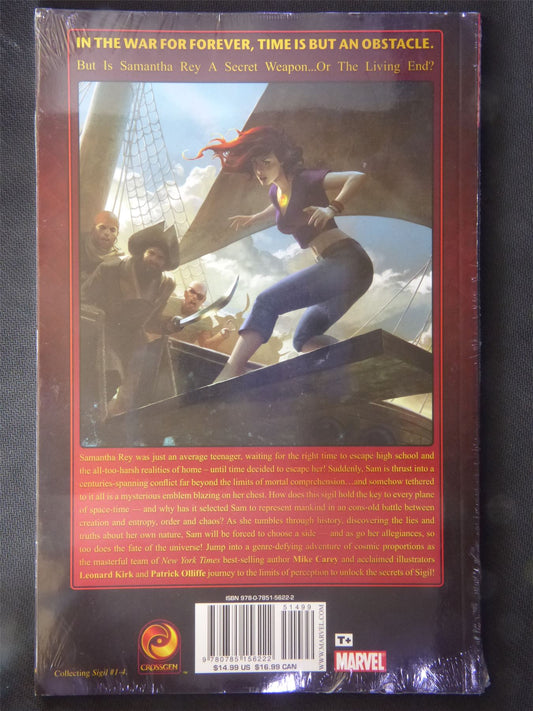 IN THE WAR FOR FOREVER, TIME IS BUT AN OBSTACLE.
But Is Samantha Rey A Secret Weapon...Or The Living End?
Samantha Rey was just an average teenager, waiting for the right time to escape high school and
the all-too-harsh realities of home – until time decided to escape her! Suddenly, Sam is thrust into a
centuries-spanning conflict far beyond the limits of mortal comprehension…and somehow tethered
to it all is a mysterious emblem blazing on her chest. How does this sigil hold the key to every plane
of space-time — and why has it selected Sam to represent mankind in an eons-old battle between
creation and entropy, order and chaos? As she tumbles through history, discovering the lies and
truths about her own nature, Sam will be forced to choose a side – and as go her allegiances, so
too does the fate of the universe! Jump into a genre-defying adventure of cosmic proportions as
the masterful team of New York Times best-selling author Mike Carey and acclaimed illustrators
Leonard Kirk and Patrick Olliffe journey to the limits of perception to unlock the secrets of Sigil!
Collecting Sigil #1-4.
CROSSGEN
ISBN 978-0-7851-5622-2
51499
9 780785 156222
$14.99 US $16.99 CAN
WWW.MARVEL.COM
T+
MARVEL